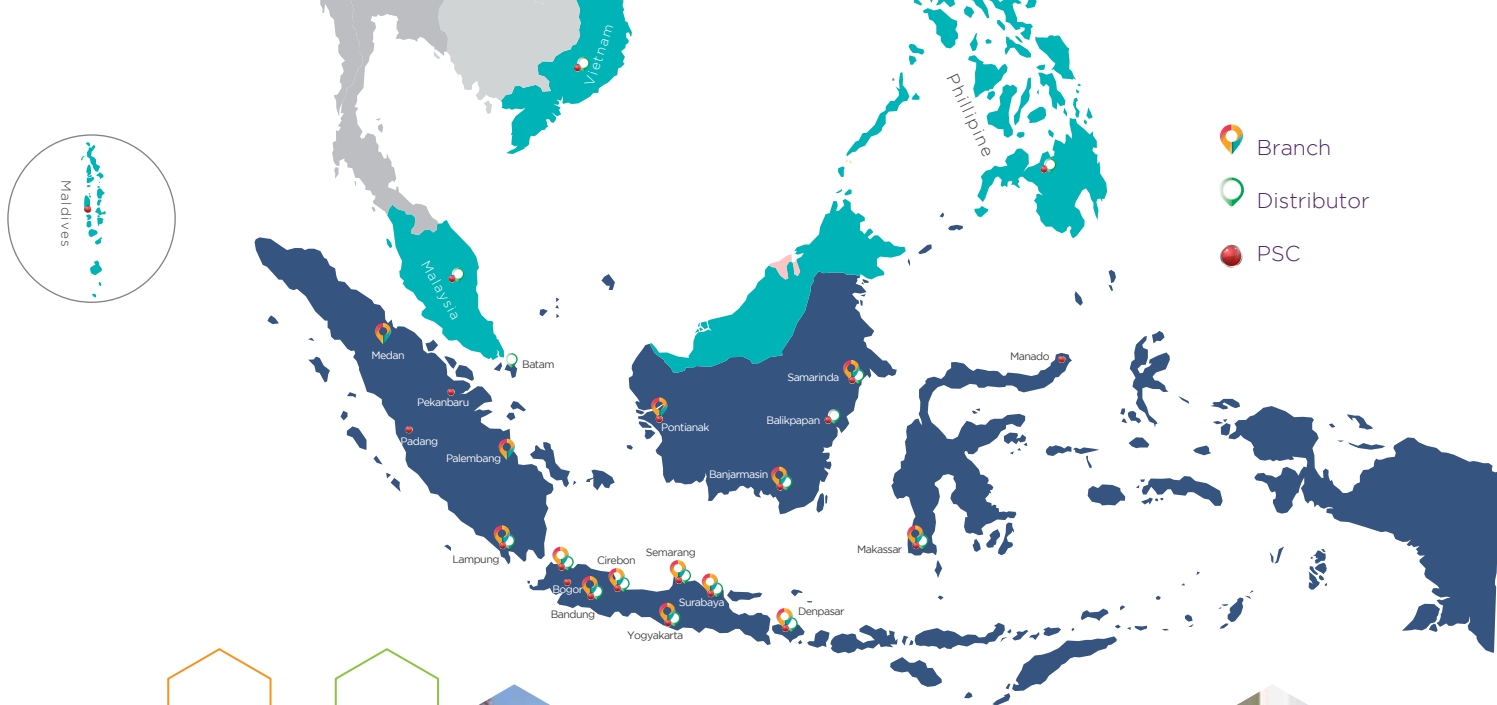 Vietnam
Phillipine
Branch
Distributor
PSC
Maldives
Malaysia
Medan
Batam
Manado
Pekanbaru
Samarinda
Padang
Pontianak
Balikpapan
Palembang
Banjarmasin
Lampung
Makassar
Semarang
Cirebon
Bogor
Surabaya
Bandung
Denpasar
Yogyakarta